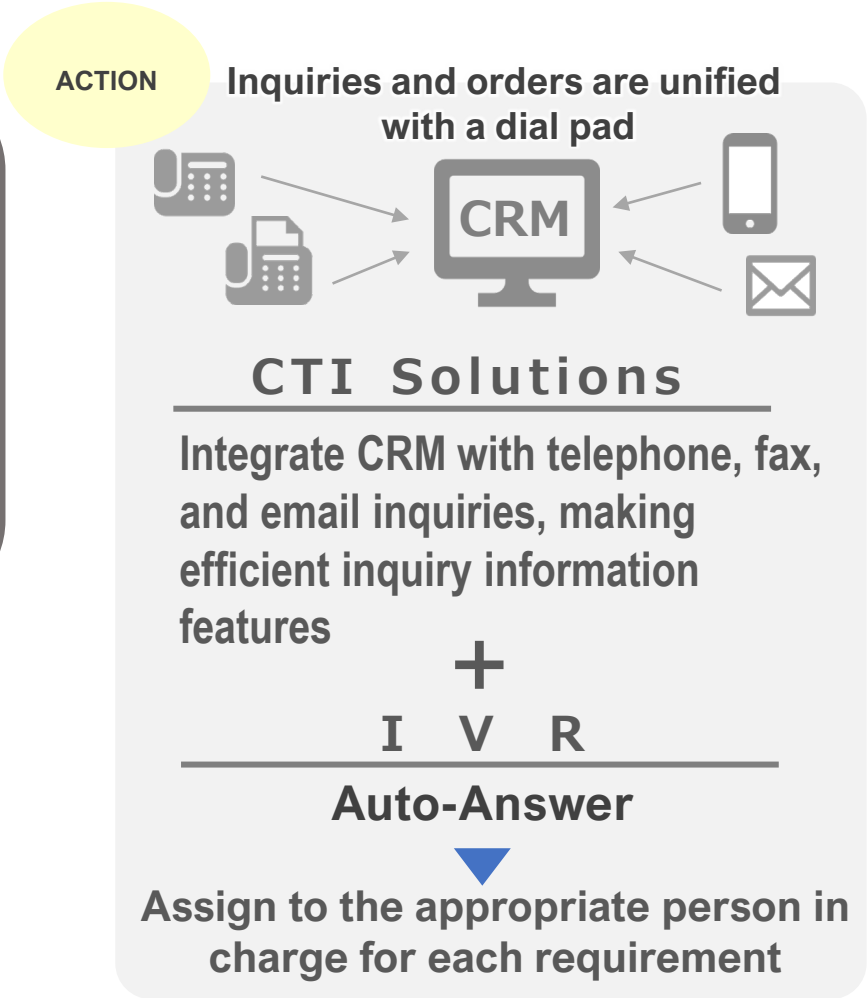 ACTION
Inquiries and orders are unified
with a dial pad
CRM
CTI Solutions
Integrate CRM with telephone, fax,
and email inquiries, making
efficient inquiry information
features
+
I V R
Auto-Answer
Assign to the appropriate person in
charge for each requirement